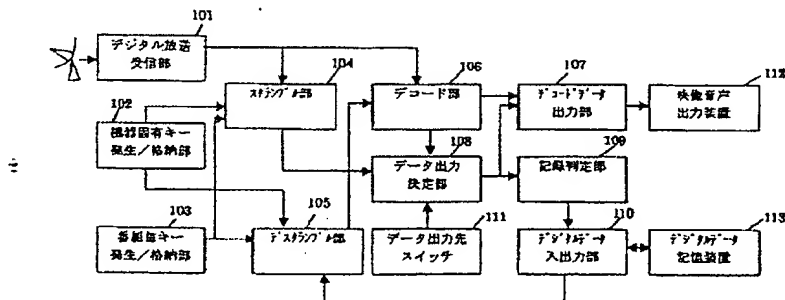 101
デジタル放送
受信部
104
スクランブル部
106
デコード部
107
デコードデータ
出力部
112
映像音声
出力装置
102
機器固有キー
発生/格納部
108
データ出力
決定部
109
記録判定部
103
番組毎キー
発生/格納部
105
デスクランブル部
111
データ出力先
スイッチ
110
デジタルデータ
入出力部
113
デジタルデータ
記憶装置